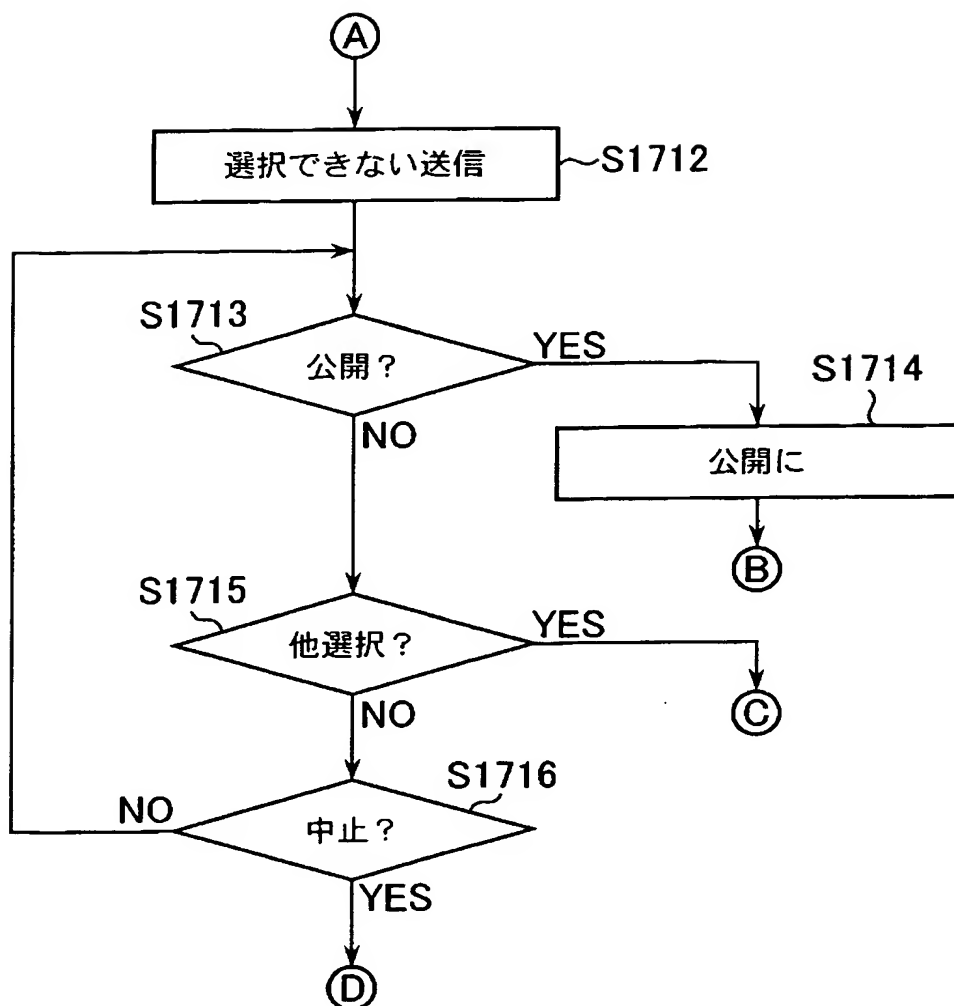 A
選択できない送信
S1712
S1713
公開?
YES
NO
S1714
公開に
B
S1715
他選択?
YES
NO
C
S1716
中止?
NO
YES
D